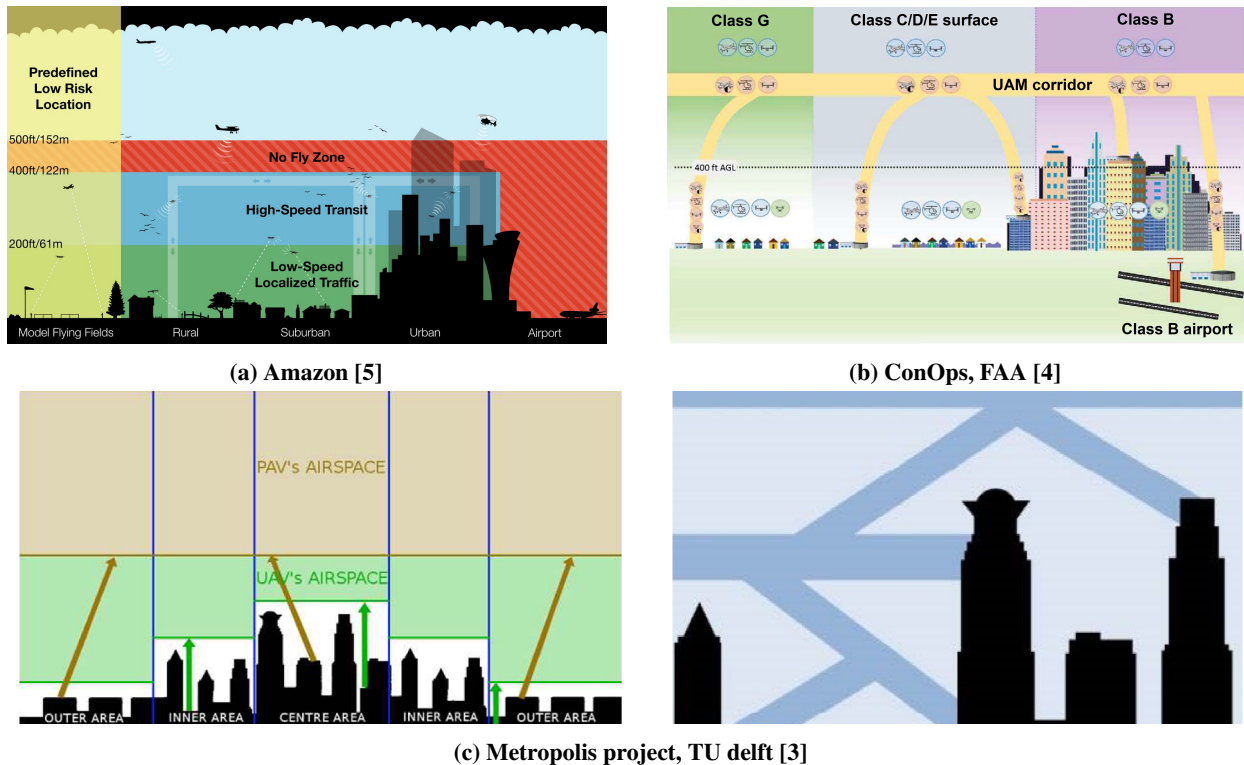 Predefined
Low Risk
Location
500ft/152m
No Fly Zone
400ft/122m
High-Speed Transit
200ft/61m
Low-Speed
Localized Traffic
Model Flying Fields
Rural
Suburban
Urban
Airport
(a) Amazon [5]
Class G
Class C/D/E surface
Class B
UAM corridor
400 ft AGL
Class B airport
(b) ConOps, FAA [4]
PAV's AIRSPACE
UAV's AIRSPACE
OUTER AREA
INNER AREA
CENTRE AREA
INNER AREA
OUTER AREA
(c) Metropolis project, TU delft [3]